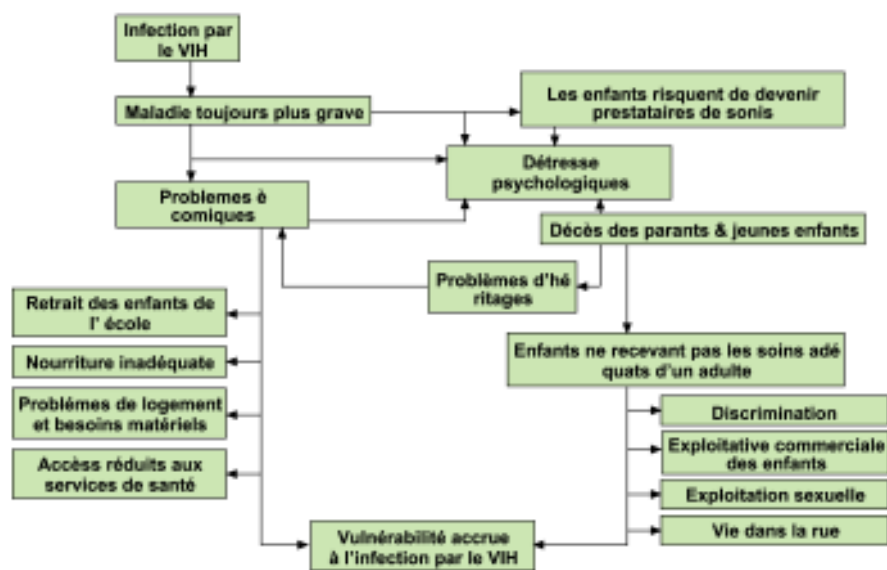 Infection par
le VIH
Maladie toujours plus grave
Les enfants risquent de devenir
prestataires de sonis
Détresse
psychologiques
Problemes è
comiques
Décès des parants & jeunes enfants
Problèmes d'hé
ritages
Retrait des enfants de
l' école
Nourriture inadéquate
Problémes de logement
et besoins matériels
Accèss réduits aux
services de santé
Enfants ne recevant pas les soins adé
quats d'un adulte
Discrimination
Exploitative commerciale
des enfants
Exploitation sexuelle
Vie dans la rue
Vulnérabilité accrue
à l'infection par le VIH